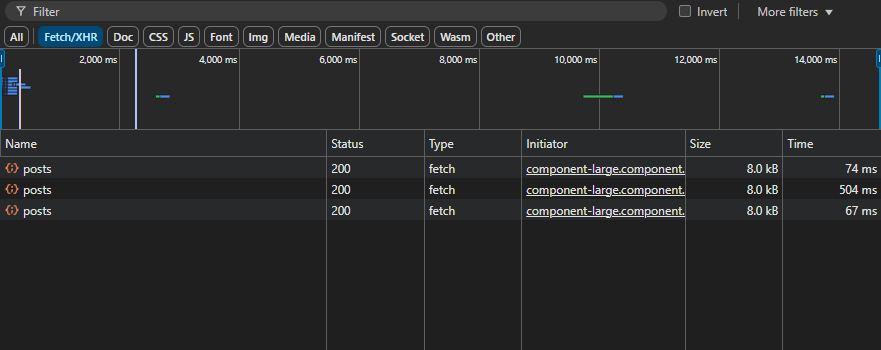 Filter Invert More filters
All Fetch/XHR Doc CSS JS Font Img Media Manifest Socket Wasm Other
2,000 ms 4,000 ms 6,000 ms 8,000 ms 10,000 ms 12,000 ms 14,000 ms
Name Status Type Initiator Size Time
posts 200 fetch component-large.component. 8.0 kB 74 ms
posts 200 fetch component-large.component. 8.0 kB 504 ms
posts 200 fetch component-large.component. 8.0 kB 67 ms